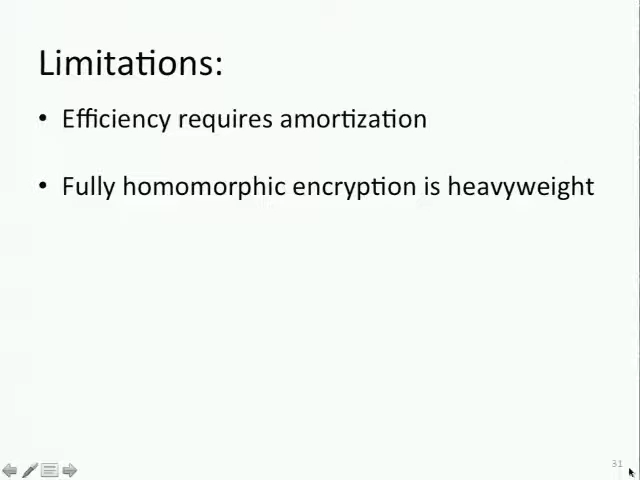 Limitations:
• Efficiency requires amortization
• Fully homomorphic encryption is heavyweight
31